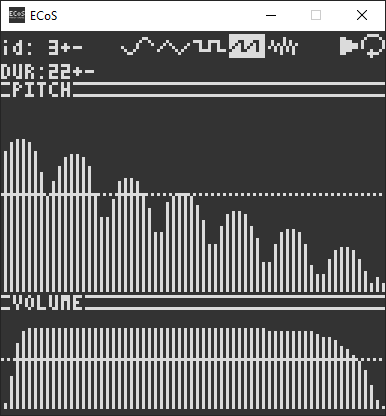 ECoS
id: 3+-
DUR:22+-
PITCH
VOLUME